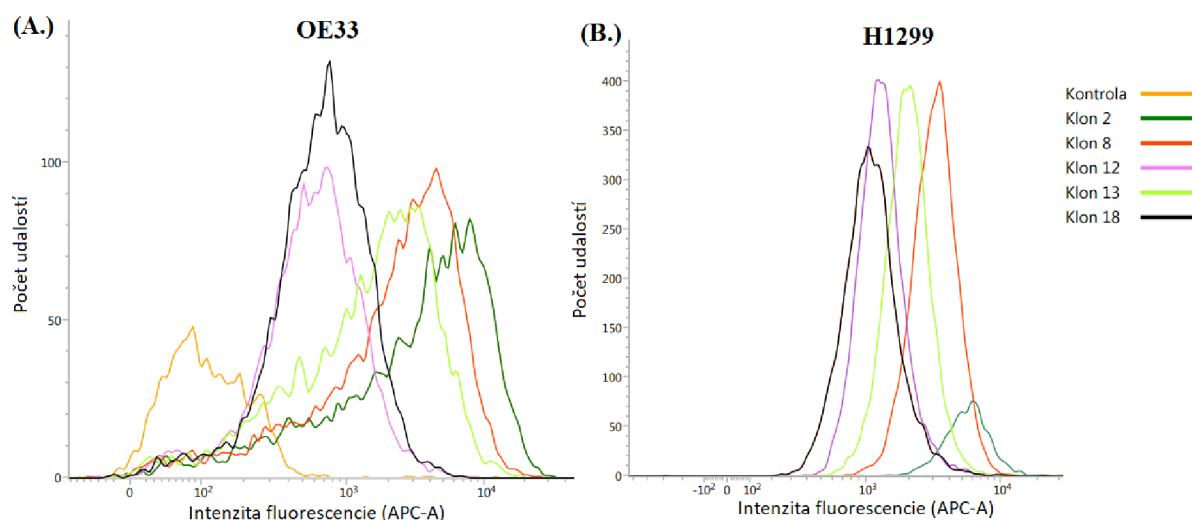 (A.)
OE33
100
50
0
0
10²
10³
10⁴
Počet udalostí
Intenzita fluorescencie (APC-A)
(B.)
H1299
400
350
300
250
200
150
100
50
0
-10²
0
10²
10³
10⁴
Počet udalostí
Intenzita fluorescencie (APC-A)
Kontrola
Klon 2
Klon 8
Klon 12
Klon 13
Klon 18